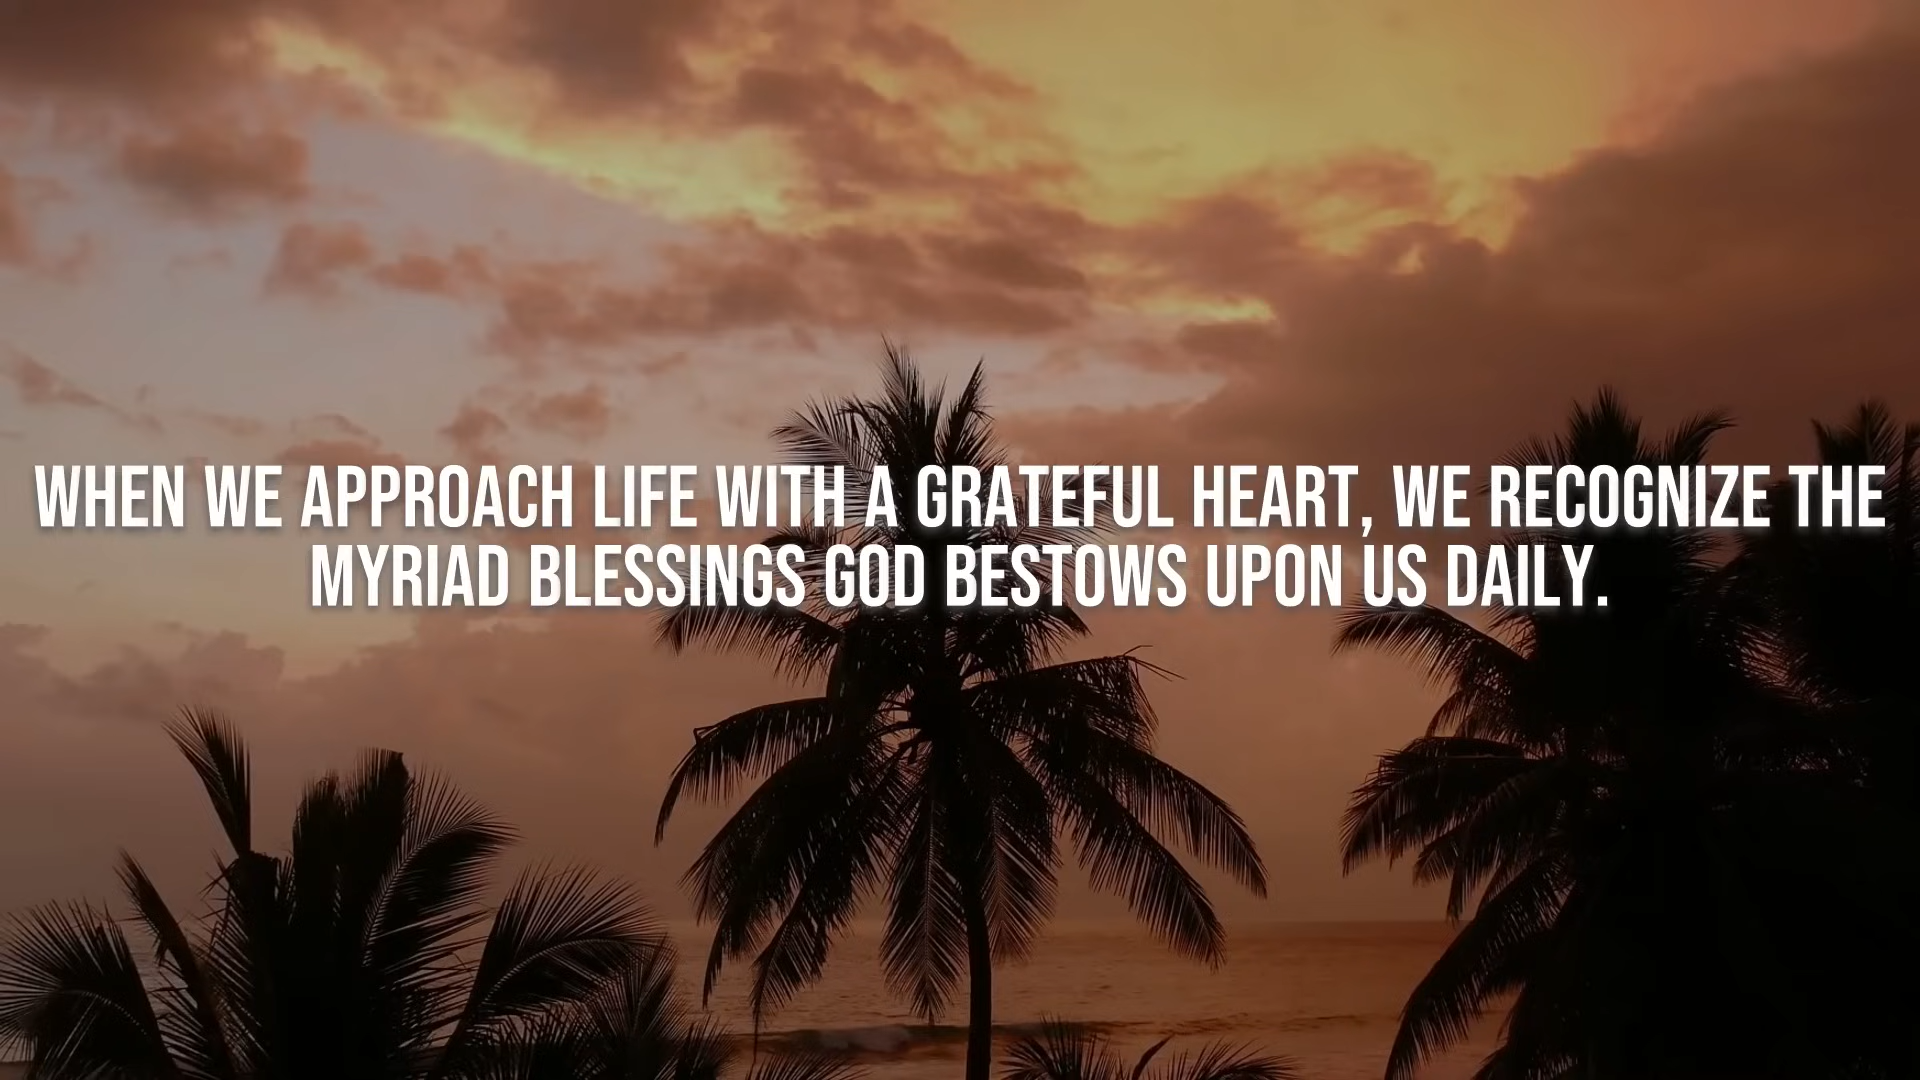 WHEN WE APPROACH LIFE WITH A GRATEFUL HEART, WE RECOGNIZE THE
MYRIAD BLESSINGS GOD BESTOWS UPON US DAILY.